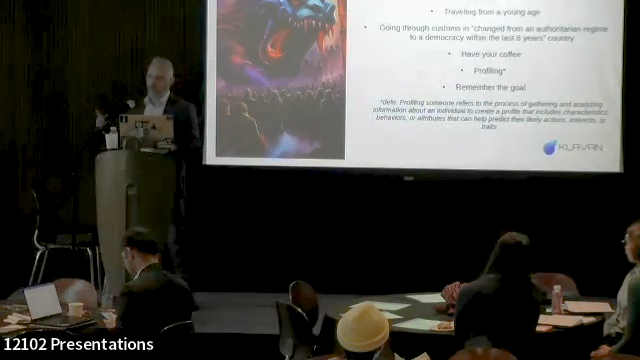 Traveling from a young age
Going through customs in "changed from an authoritarian regime
to a democracy within the last 8 years" country
Have your coffee
Profiling*
Remember the goal
*defn. Profiling someone refers to the process of gathering and analyzing
information about an individual to create a profile that includes characteristics,
behaviors, or attributes that can help predict their likely actions, interests, or
traits
KLAVAN
12102 Presentations